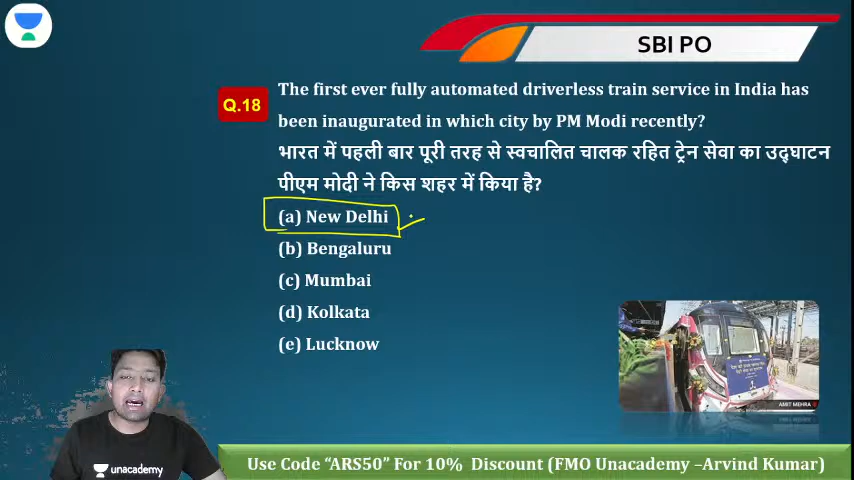 SBI PO
Q.18
The first ever fully automated driverless train service in India has
been inaugurated in which city by PM Modi recently?
भारत में पहली बार पूरी तरह से स्वचालित चालक रहित ट्रेन सेवा का उद्घाटन
पीएम मोदी ने किस शहर में किया है?
(a) New Delhi
(b) Bengaluru
(c) Mumbai
(d) Kolkata
(e) Lucknow
AMIT MEHRA
unacademy
Use Code “ARS50” For 10% Discount (FMO Unacademy –Arvind Kumar)